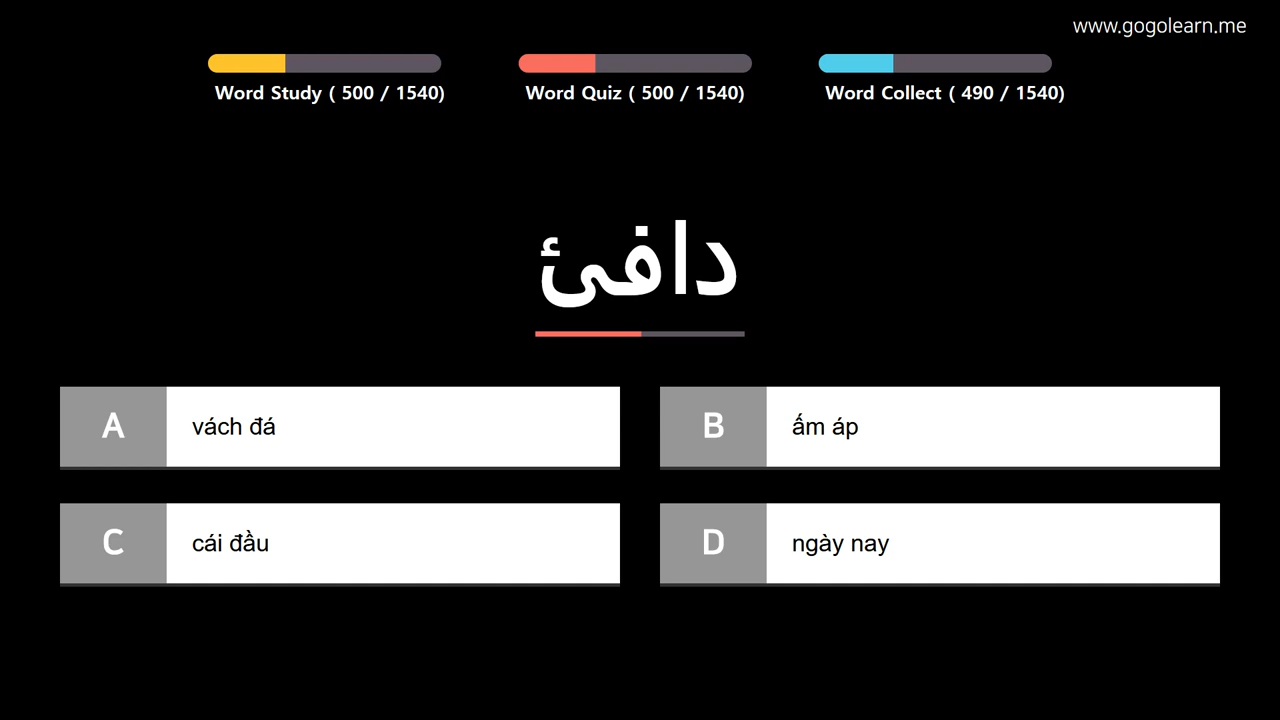 www.gogolearn.me
Word Study ( 500 / 1540)
Word Quiz ( 500 / 1540)
Word Collect ( 490 / 1540)
دافئ
A vách đá
B ấm áp
C cái đầu
D ngày nay